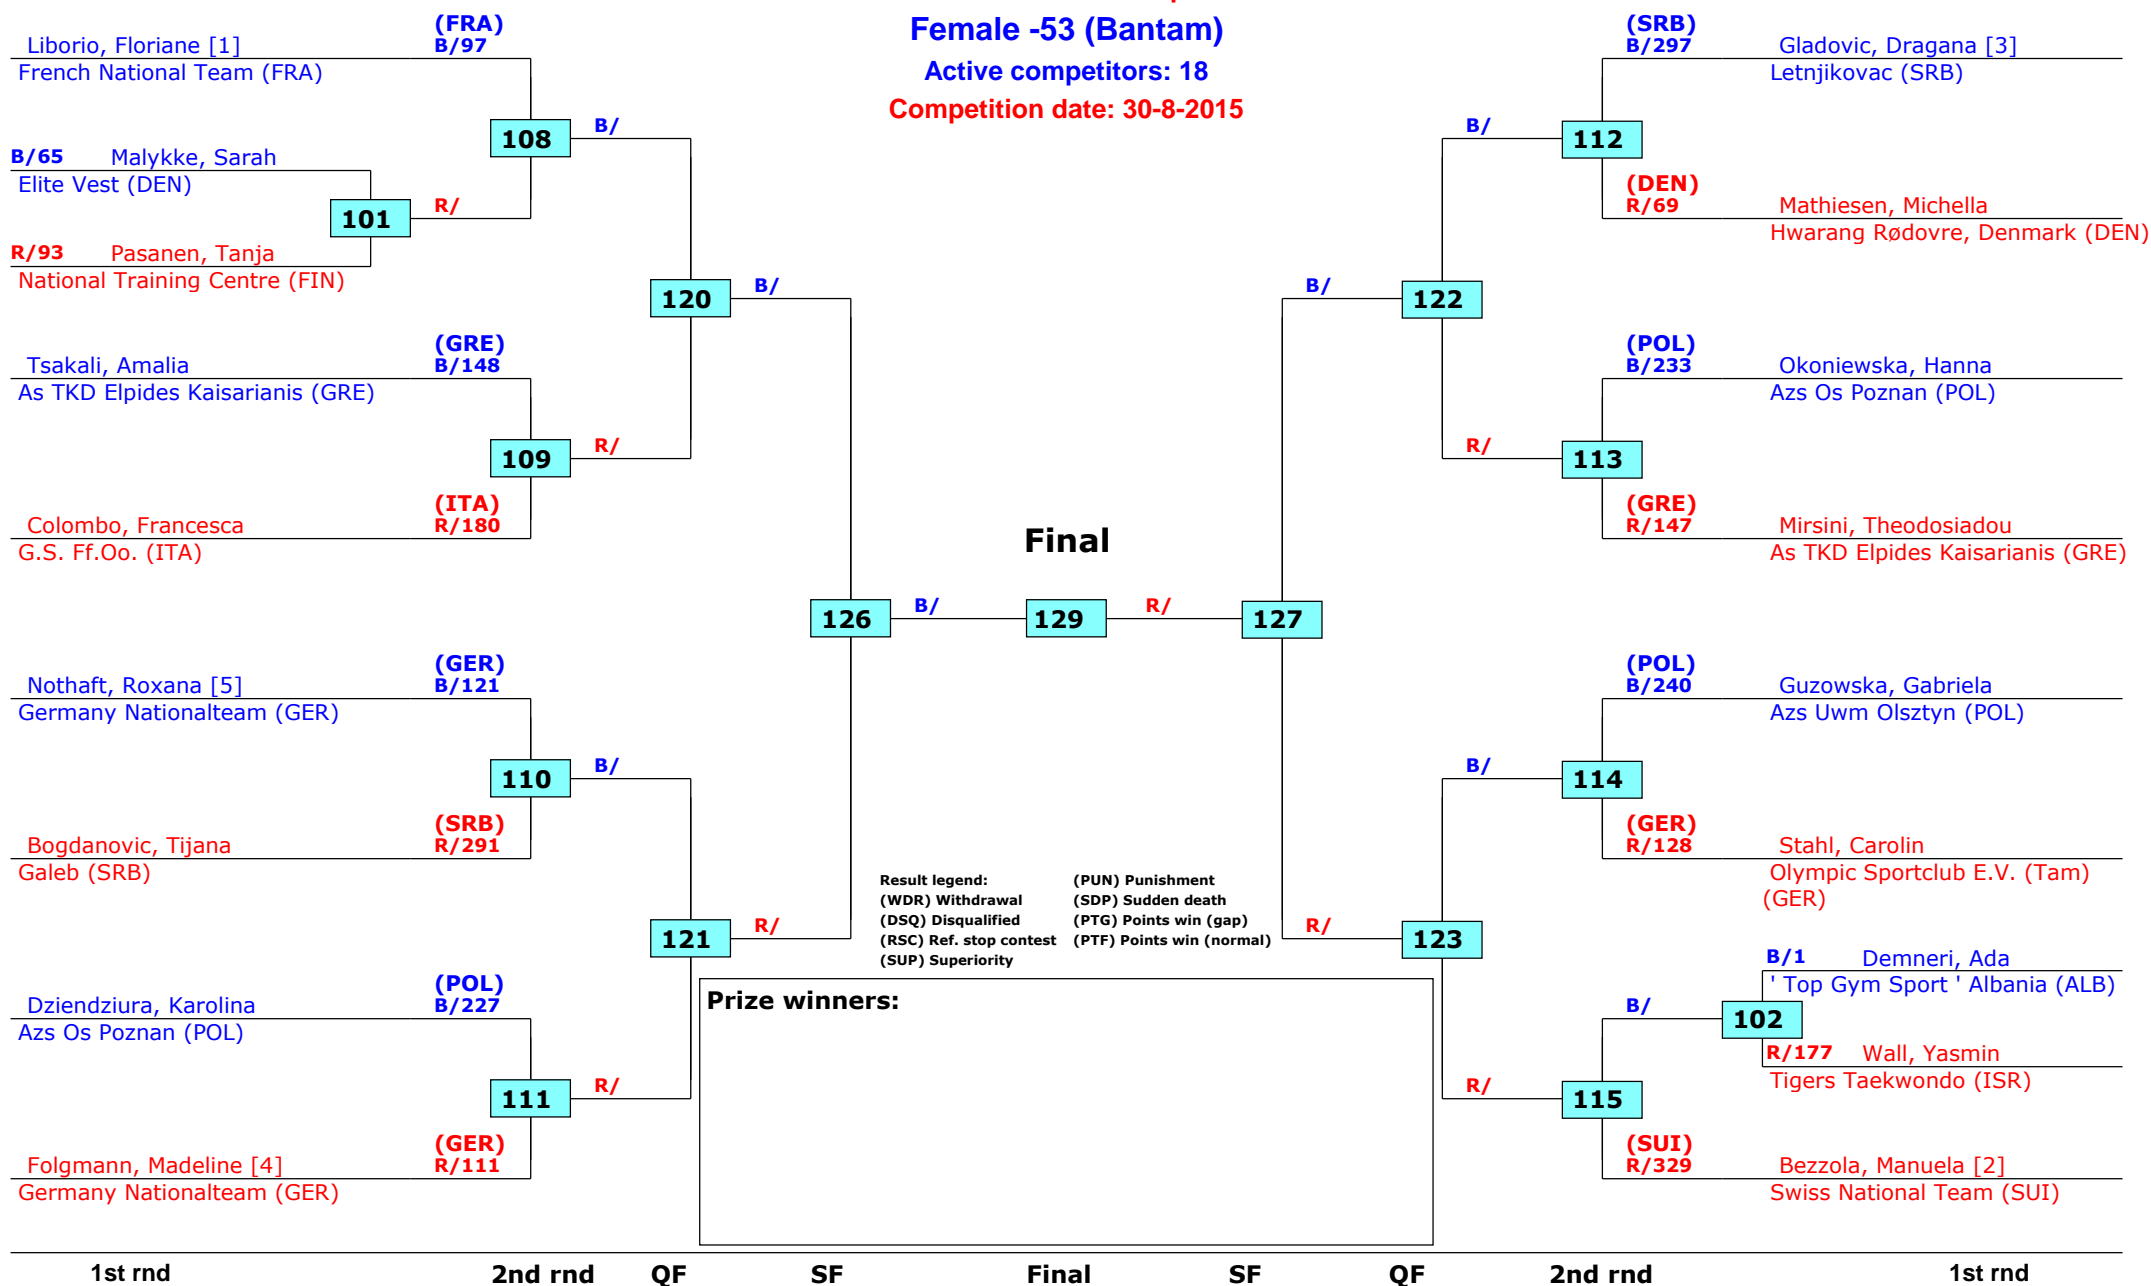 Female -53 (Bantam)
Active competitors: 18
Competition date: 30-8-2015
(FRA)
Liborio, Floriane [1] B/97
French National Team (FRA)
108
B/
B/65 Malykke, Sarah
Elite Vest (DEN)
101
R/
R/93 Pasanen, Tanja
National Training Centre (FIN)
120
B/
(GRE)
Tsakali, Amalia B/148
As TKD Elpides Kaisarianis (GRE)
109
R/
(ITA)
Colombo, Francesca R/180
G.S. Ff.Oo. (ITA)
126
B/
(GER)
Nothaft, Roxana [5] B/121
Germany Nationalteam (GER)
110
B/
(SRB)
Bogdanovic, Tijana R/291
Galeb (SRB)
121
R/
(POL)
Dziendziura, Karolina B/227
Azs Os Poznan (POL)
111
R/
(GER)
Folgmann, Madeline [4] R/111
Germany Nationalteam (GER)
Final
129
R/
127
(SRB)
B/297 Gladovic, Dragana [3]
Letnjikovac (SRB)
B/
112
(DEN)
R/69 Mathiesen, Michella
Hwarang Rødovre, Denmark (DEN)
B/
122
(POL)
B/233 Okoniewska, Hanna
Azs Os Poznan (POL)
R/
113
(GRE)
R/147 Mirsini, Theodosiadou
As TKD Elpides Kaisarianis (GRE)
(POL)
B/240 Guzowska, Gabriela
Azs Uwm Olsztyn (POL)
B/
114
(GER)
R/128 Stahl, Carolin
Olympic Sportclub E.V. (Tam)
(GER)
R/
123
B/1 Demneri, Ada
' Top Gym Sport ' Albania (ALB)
B/
102
R/177 Wall, Yasmin
Tigers Taekwondo (ISR)
R/
115
(SUI)
R/329 Bezzola, Manuela [2]
Swiss National Team (SUI)
Result legend: (PUN) Punishment
(WDR) Withdrawal (SDP) Sudden death
(DSQ) Disqualified (PTG) Points win (gap)
(RSC) Ref. stop contest (PTF) Points win (normal)
(SUP) Superiority
Prize winners:
1st rnd 2nd rnd QF SF Final SF QF 2nd rnd 1st rnd